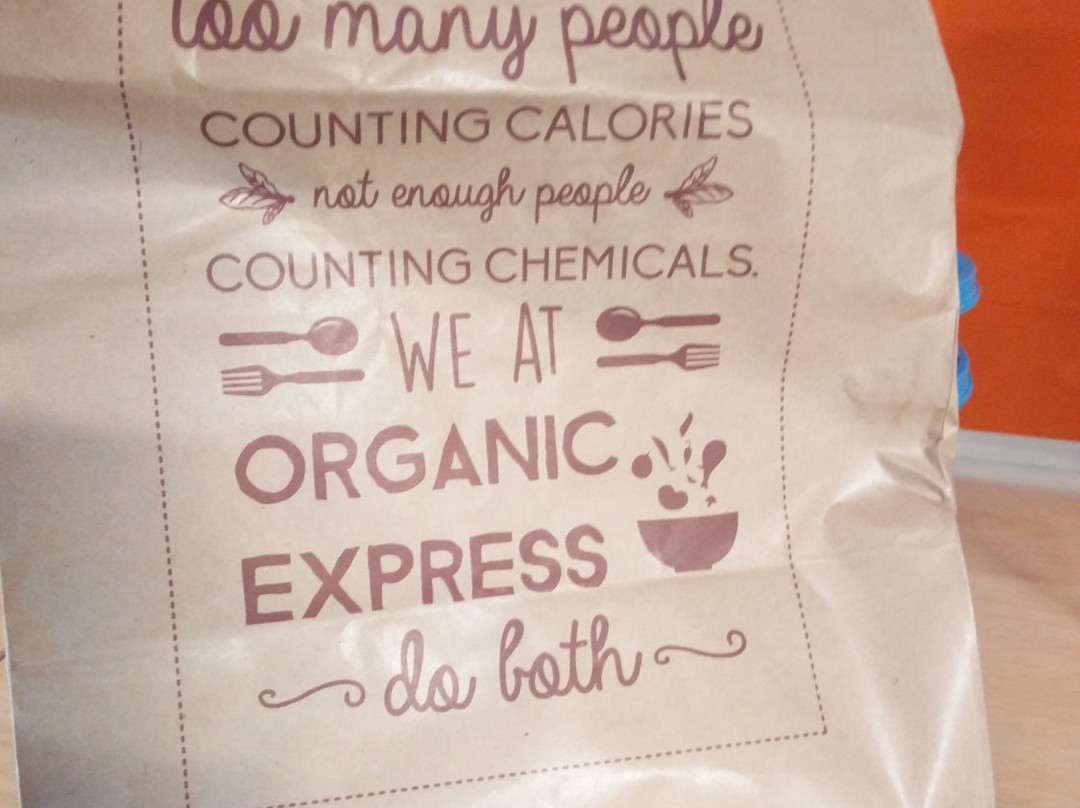 too many people
COUNTING CALORIES
not enough people
COUNTING CHEMICALS.
WE AT
ORGANIC
EXPRESS
do both